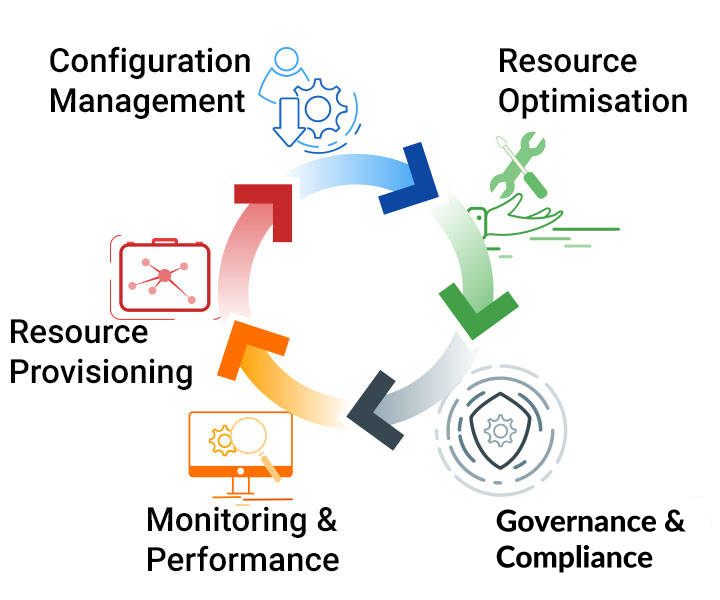 Configuration
Management
Resource
Optimisation
Resource
Provisioning
Monitoring &
Performance
Governance &
Compliance